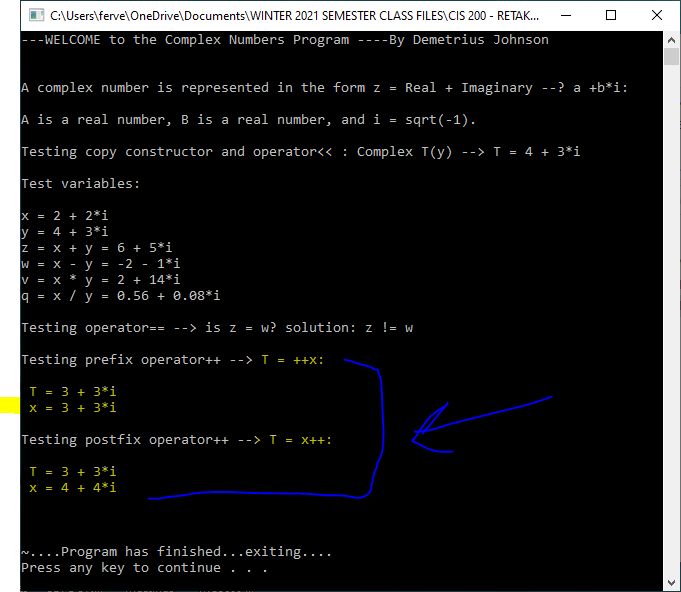 C:\Users\ferve\OneDrive\Documents\WINTER 2021 SEMESTER CLASS FILES\CIS 200 - RETAK...
---WELCOME to the Complex Numbers Program ----By Demetrius Johnson
A complex number is represented in the form z = Real + Imaginary --? a +b*i:
A is a real number, B is a real number, and i = sqrt(-1).
Testing copy constructor and operator<< : Complex T(y) --> T = 4 + 3*i
Test variables:
x = 2 + 2*i
y = 4 + 3*i
z = x + y = 6 + 5*i
w = x - y = -2 - 1*i
v = x * y = 2 + 14*i
q = x / y = 0.56 + 0.08*i
Testing operator== --> is z = w? solution: z != w
Testing prefix operator++ --> T = ++x:
T = 3 + 3*i
x = 3 + 3*i
Testing postfix operator++ --> T = x++:
T = 3 + 3*i
x = 4 + 4*i
~....Program has finished...exiting....
Press any key to continue . . .